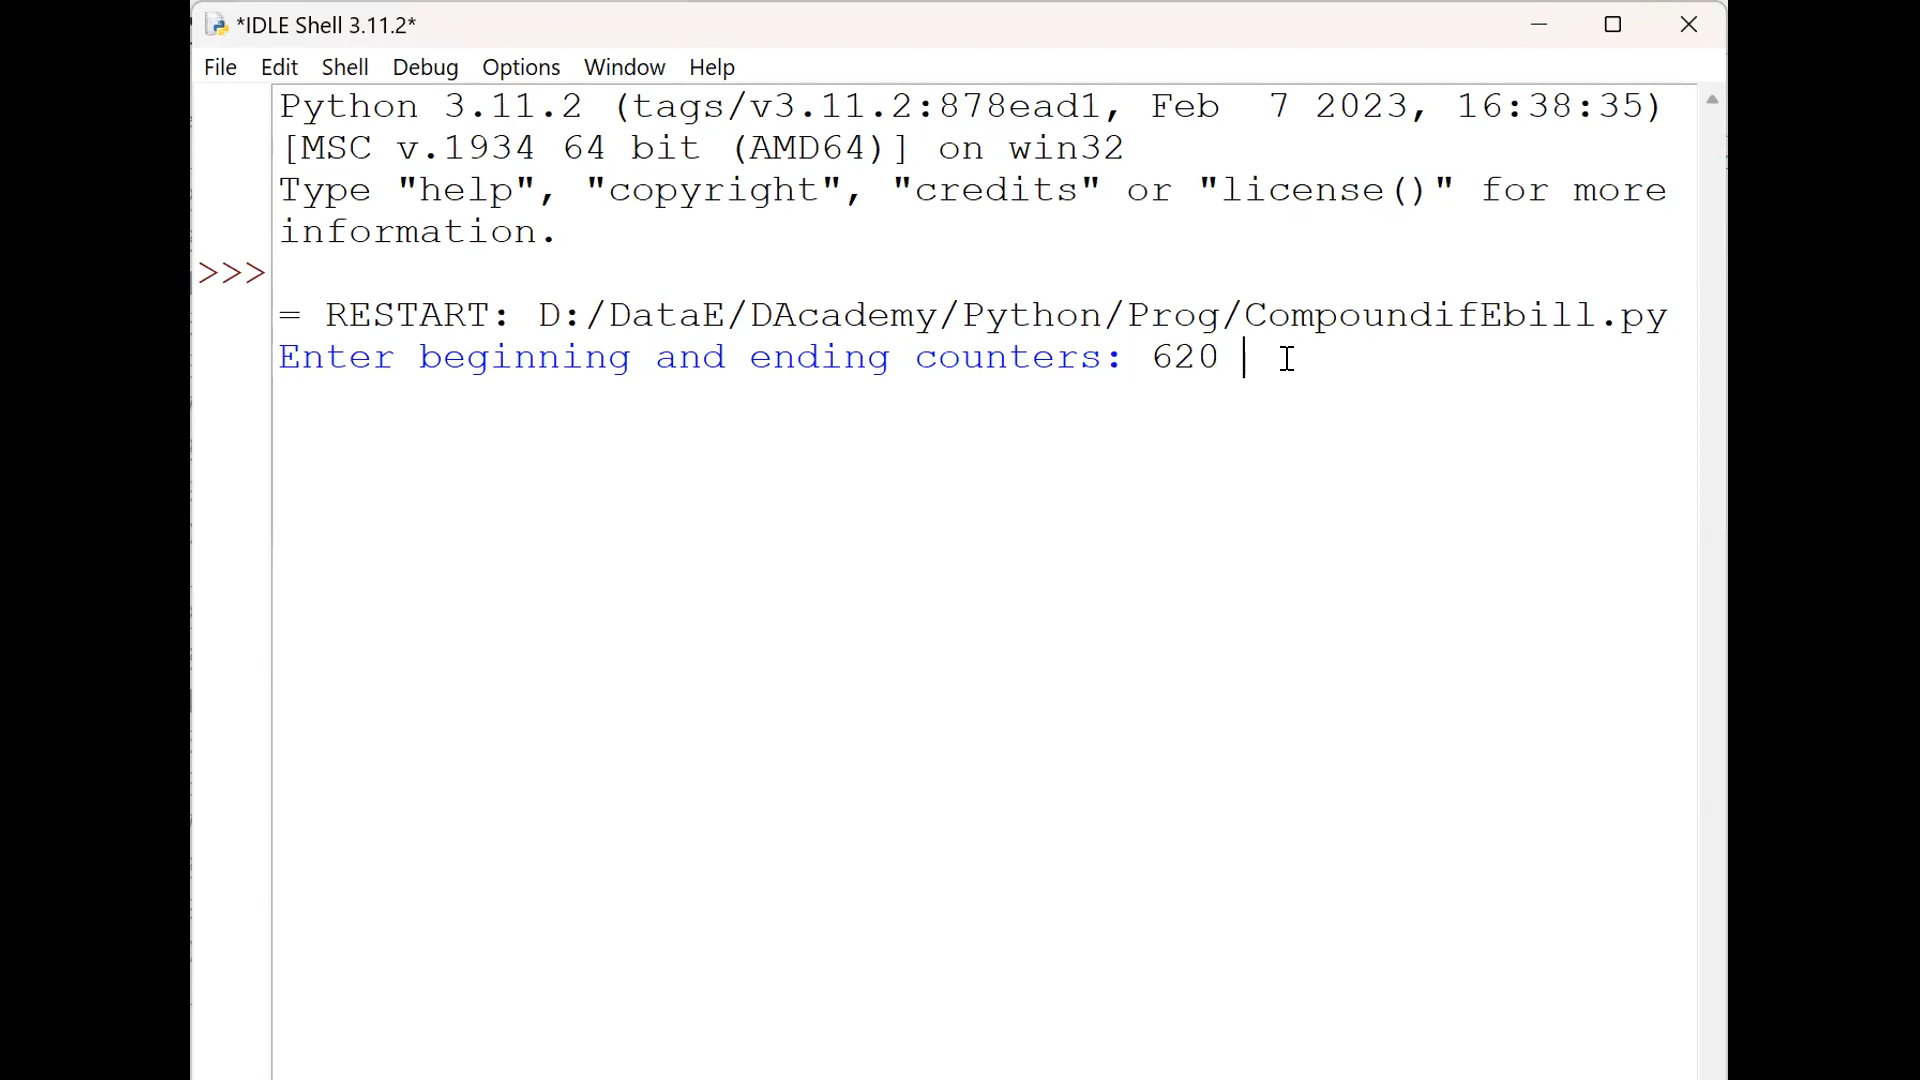 *IDLE Shell 3.11.2*
File Edit Shell Debug Options Window Help
Python 3.11.2 (tags/v3.11.2:878ead1, Feb  7 2023, 16:38:35)
[MSC v.1934 64 bit (AMD64)] on win32
Type "help", "copyright", "credits" or "license()" for more
information.
>>>
= RESTART: D:/DataE/DAcademy/Python/Prog/CompoundifEbill.py
Enter beginning and ending counters: 620